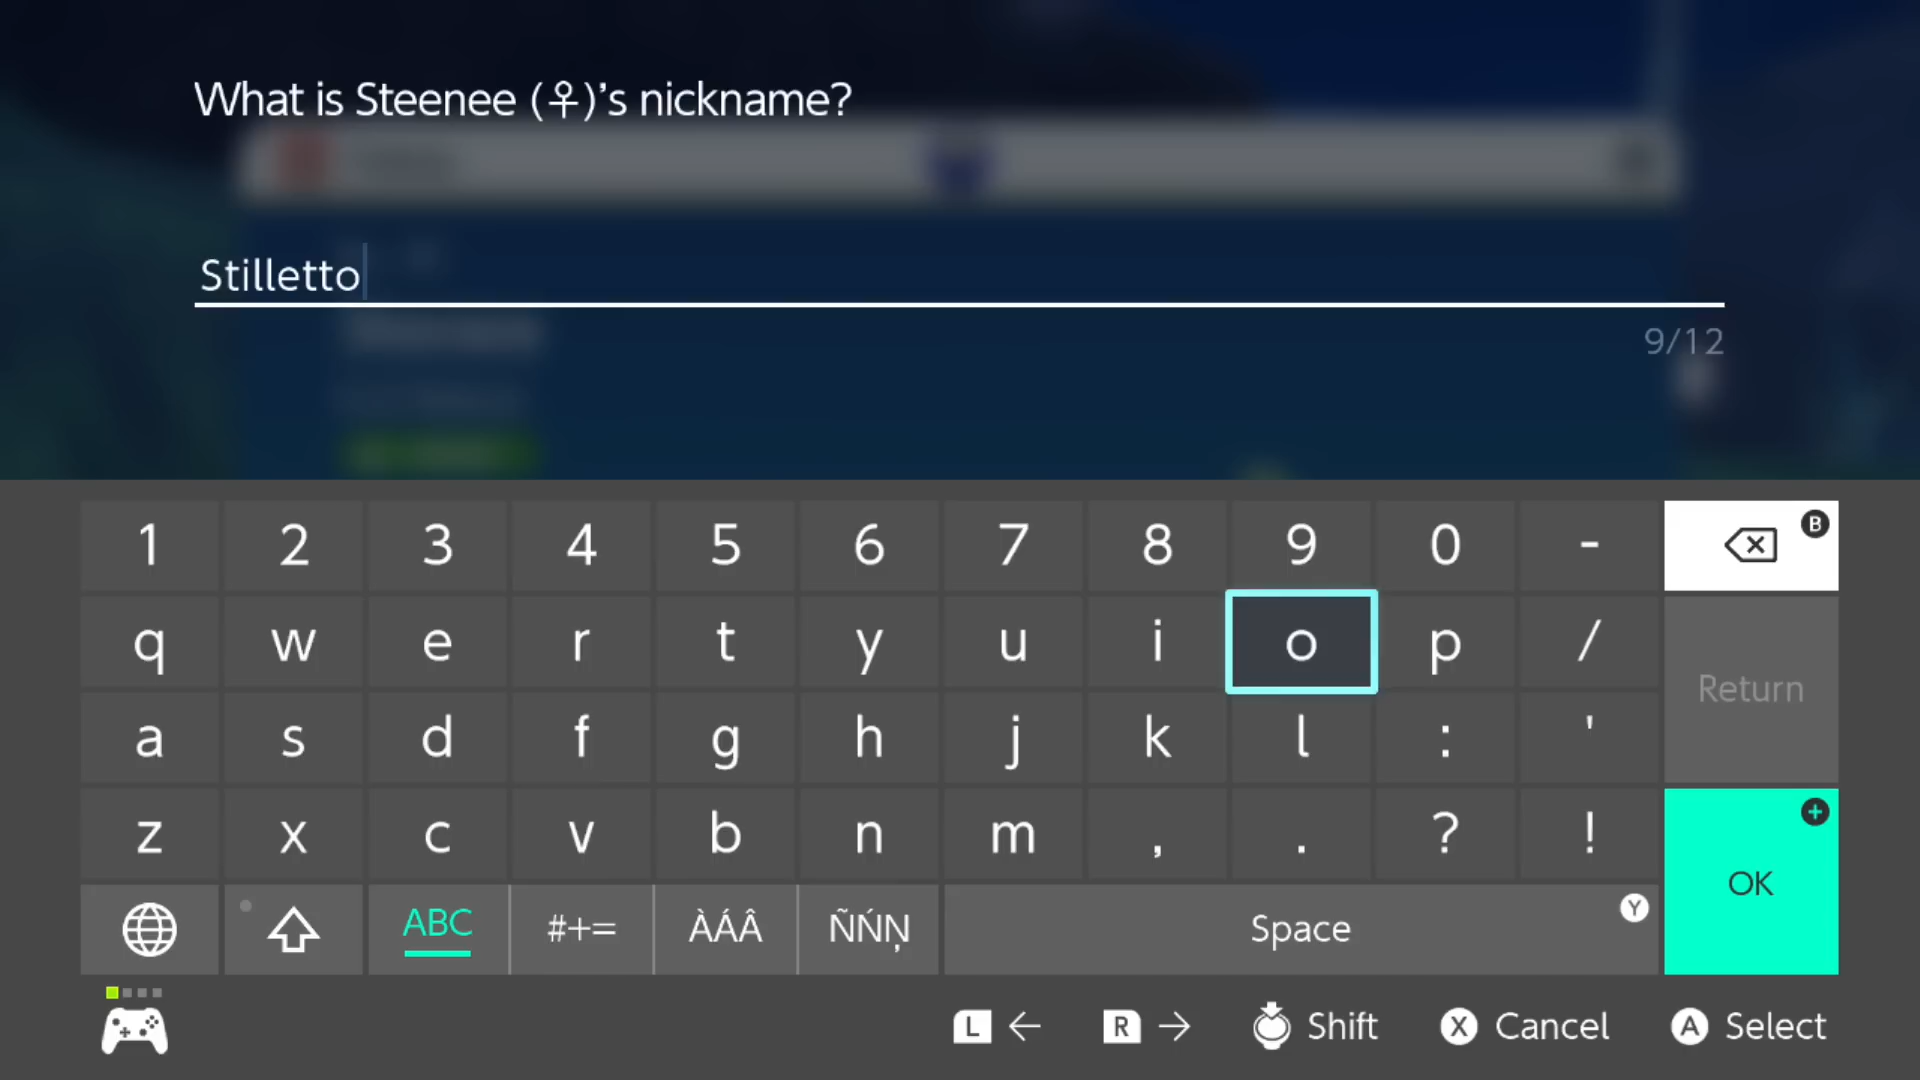 What is Steenee (♀)'s nickname?
Stilletto
9/12
1 2 3 4 5 6 7 8 9 0 - B
q w e r t y u i o p /
Return
a s d f g h j k l : '
z x c v b n m , . ? ! +
OK
ABC #+= ÀÁÂ ÑŃŅ Space Y
L ← R → Shift X Cancel A Select